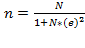 n = N / 1+N*(e)²